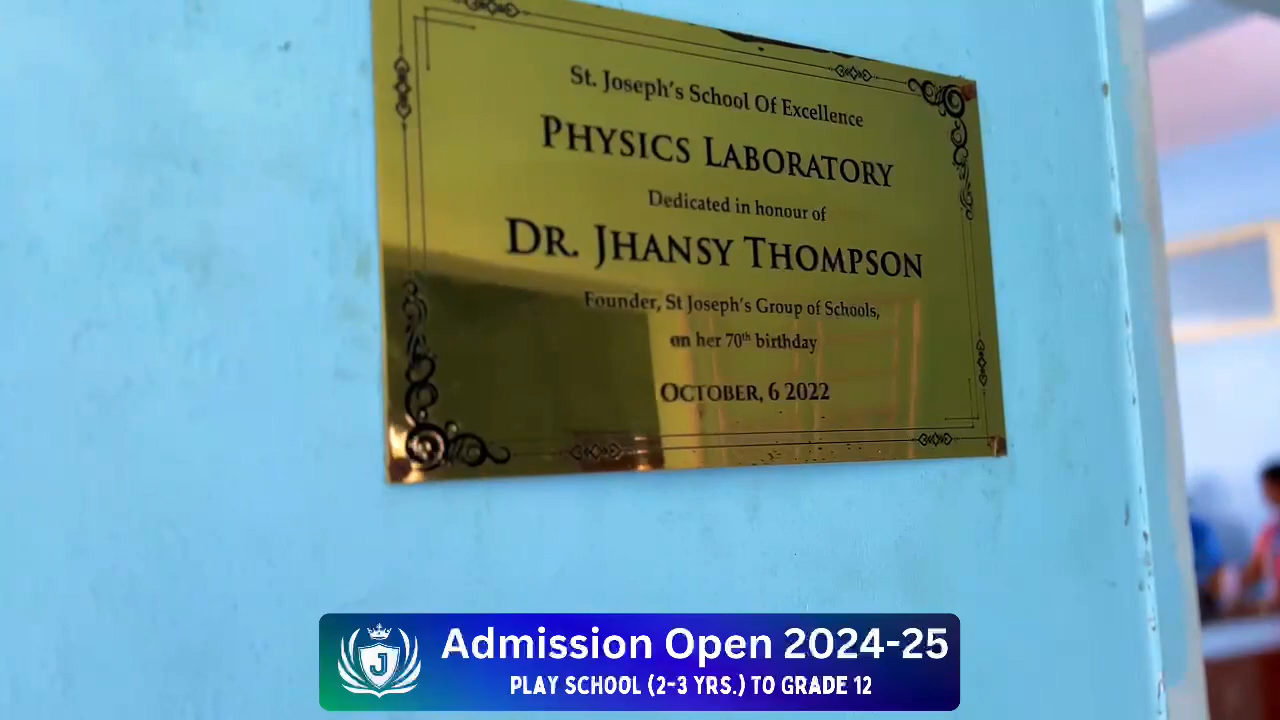 St. Joseph's School Of Excellence
PHYSICS LABORATORY
Dedicated in honour of
DR. JHANSY THOMPSON
Founder, St Joseph's Group of Schools,
on her 70th birthday
OCTOBER, 6 2022
J
Admission Open 2024-25
PLAY SCHOOL (2-3 YRS.) TO GRADE 12